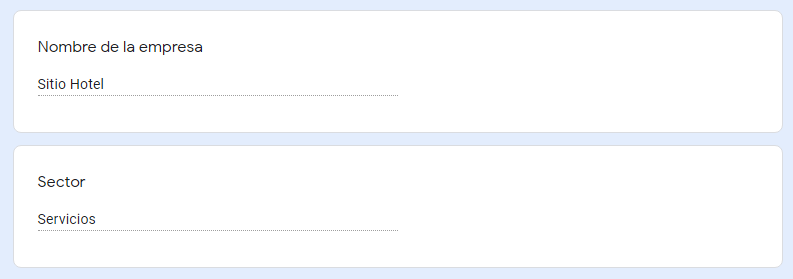 Nombre de la empresa
Sitio Hotel
Sector
Servicios